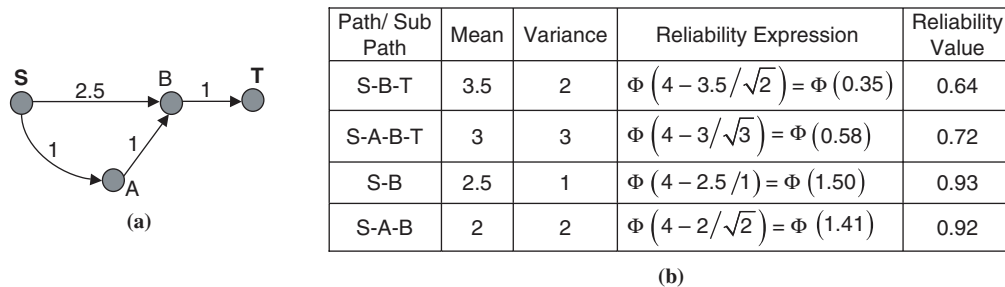 S
2.5
B
1
T
1
1
A
(a)
Path/ Sub Path Mean Variance Reliability Expression Reliability Value
S-B-T 3.5 2 Φ (4 − 3.5/√2) = Φ (0.35) 0.64
S-A-B-T 3 3 Φ (4 − 3/√3) = Φ (0.58) 0.72
S-B 2.5 1 Φ (4 − 2.5/1) = Φ (1.50) 0.93
S-A-B 2 2 Φ (4 − 2/√2) = Φ (1.41) 0.92
(b)